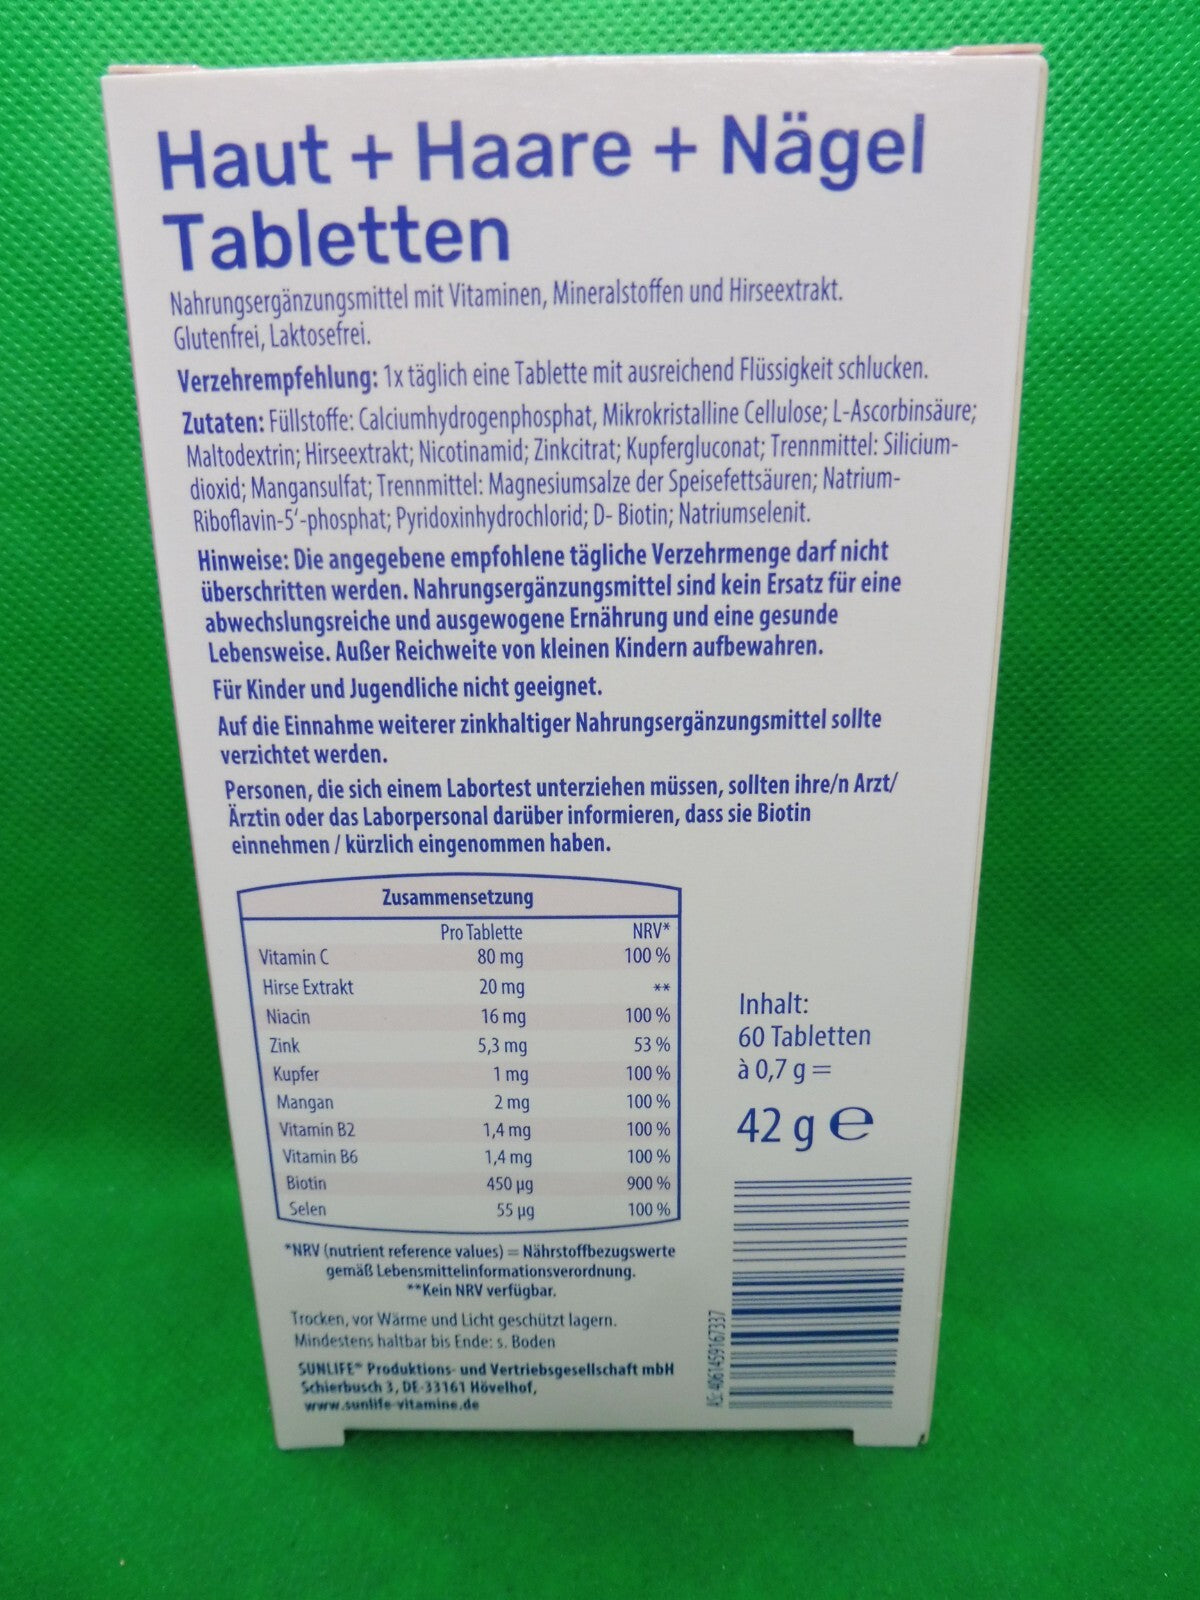 Haut + Haare + Nägel
Tabletten
Nahrungsergänzungsmittel mit Vitaminen, Mineralstoffen und Hirseextrakt.
Glutenfrei, Laktosefrei.
Verzehrempfehlung: 1x täglich eine Tablette mit ausreichend Flüssigkeit schlucken.
Zutaten: Füllstoffe: Calciumhydrogenphosphat, Mikrokristalline Cellulose; L-Ascorbinsäure;
Maltodextrin; Hirseextrakt; Nicotinamid; Zinkcitrat; Kupfergluconat; Trennmittel: Silicium-
dioxid; Mangansulfat; Trennmittel: Magnesiumsalze der Speisefettsäuren; Natrium-
Riboflavin-5'-phosphat; Pyridoxinhydrochlorid; D- Biotin; Natriumselenit.
Hinweise: Die angegebene empfohlene tägliche Verzehrmenge darf nicht
überschritten werden. Nahrungsergänzungsmittel sind kein Ersatz für eine
abwechslungsreiche und ausgewogene Ernährung und eine gesunde
Lebensweise. Außer Reichweite von kleinen Kindern aufbewahren.
Für Kinder und Jugendliche nicht geeignet.
Auf die Einnahme weiterer zinkhaltiger Nahrungsergänzungsmittel sollte
verzichtet werden.
Personen, die sich einem Labortest unterziehen müssen, sollten ihre/n Arzt/
Ärztin oder das Laborpersonal darüber informieren, dass sie Biotin
einnehmen / kürzlich eingenommen haben.
Zusammensetzung
Pro Tablette NRV*
Vitamin C 80 mg 100 %
Hirse Extrakt 20 mg **
Niacin 16 mg 100 %
Zink 5,3 mg 53 %
Kupfer 1 mg 100 %
Mangan 2 mg 100 %
Vitamin B2 1,4 mg 100 %
Vitamin B6 1,4 mg 100 %
Biotin 450 µg 900 %
Selen 55 µg 100 %
*NRV (nutrient reference values) = Nährstoffbezugswerte
gemäß Lebensmittelinformationsverordnung.
**Kein NRV verfügbar.
Trocken, vor Wärme und Licht geschützt lagern.
Mindestens haltbar bis Ende: s. Boden
SUNLIFE® Produktions- und Vertriebsgesellschaft mbH
Schierbusch 3, DE-33161 Hövelhof,
www.sunlife-vitamine.de
Inhalt:
60 Tabletten
à 0,7 g =
42 g ℮
AS: 4061459167337